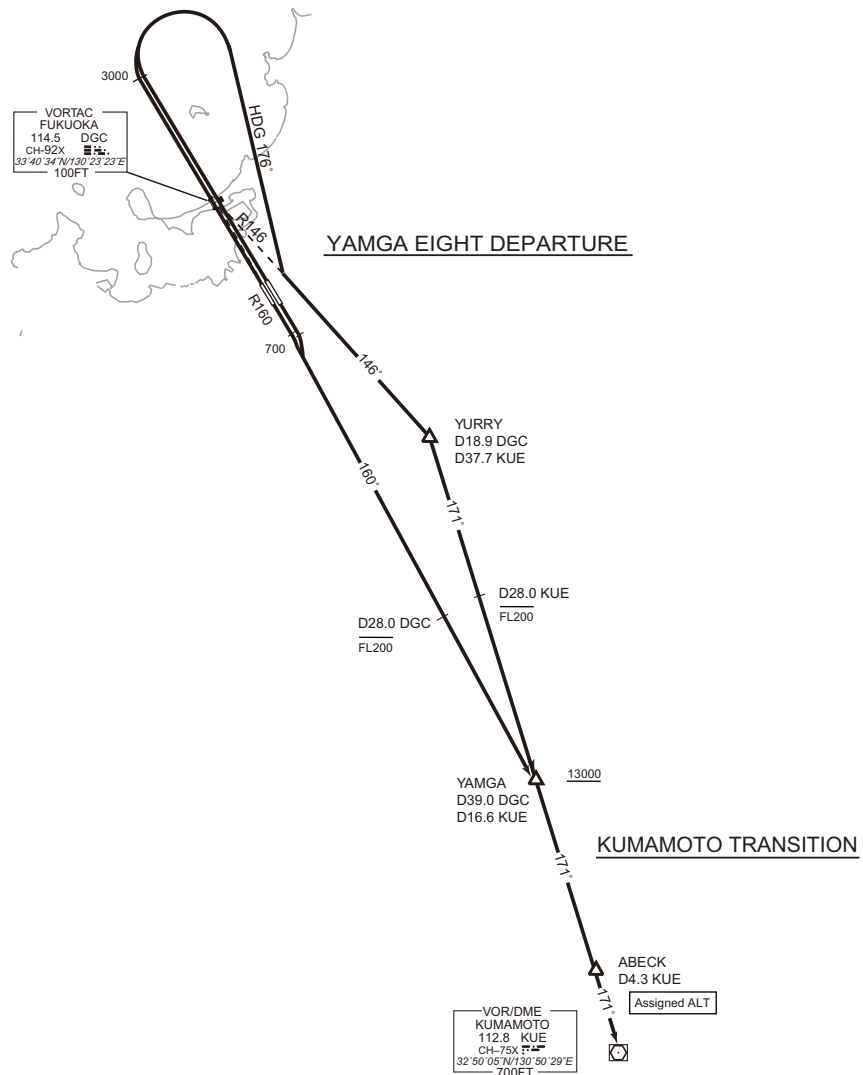 3000
VORTAC
FUKUOKA
114.5 DGC
CH-92X
33°40´34˝N/130°23´23˝E
100FT
HDG 176°
R146
YAMGA EIGHT DEPARTURE
R160
700
146°
YURRY
D18.9 DGC
D37.7 KUE
160°
171°
D28.0 KUE
FL200
D28.0 DGC
FL200
YAMGA
D39.0 DGC
D16.6 KUE
13000
KUMAMOTO TRANSITION
171°
ABECK
D4.3 KUE
Assigned ALT
171°
VOR/DME
KUMAMOTO
112.8 KUE
CH–75X
32°50´05˝N/130°50´29˝E
700FT